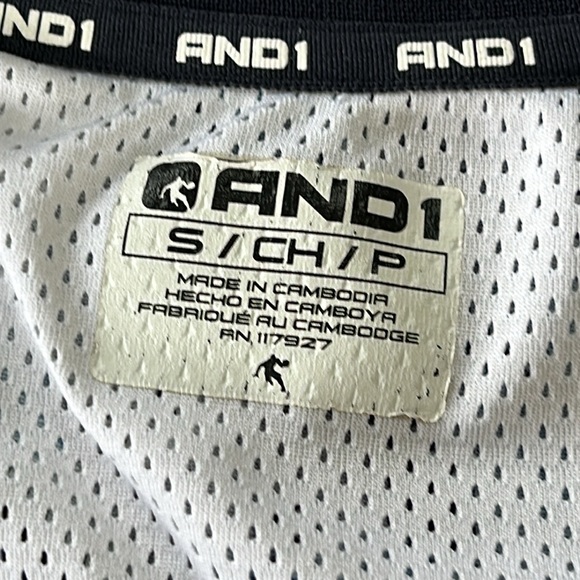 AND1 AND1 AND1
AND1
S / CH / P
MADE IN CAMBODIA
HECHO EN CAMBOYA
FABRIQUÉ AU CAMBODGE
RN 117927